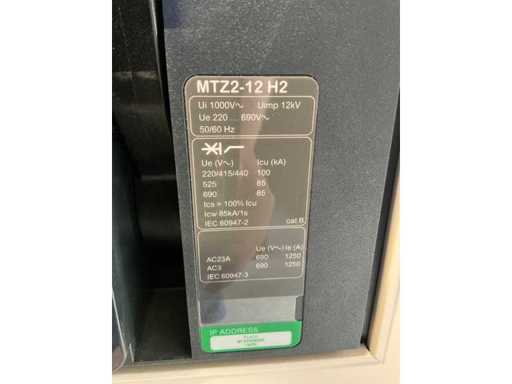 MTZ2-12 H2
Ui 1000V~ Uimp 12kV
Ue 220 ... 690V~
50/60 Hz
Ue (V~) Icu (kA)
220/415/440 100
525 85
690 85
Ics = 100% Icu
Icw 85kA/1s
IEC 60947-2 cat.B
Ue (V~) Ie (A)
AC23A 690 1250
AC3 690 1250
IEC 60947-3
IP ADDRESS